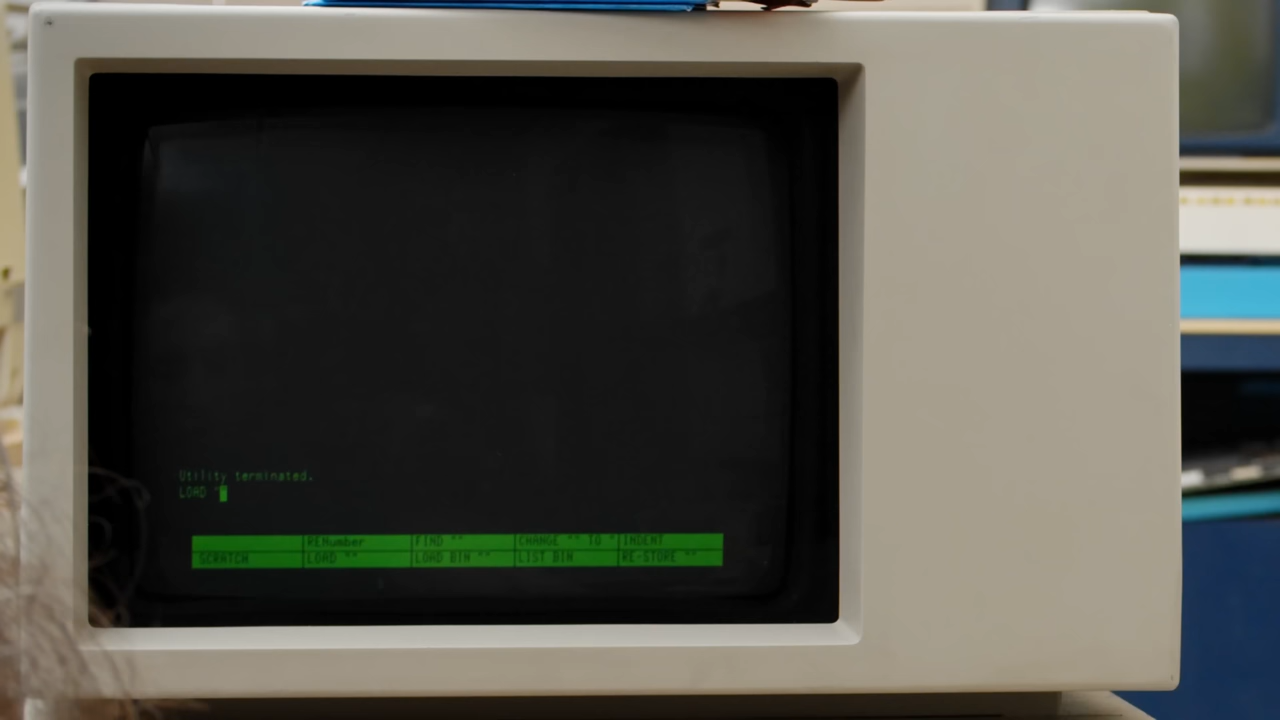 Utility terminated.
LOAD "
RENumber FIND "" CHANGE "" TO " INDENT
SCRATCH LOAD "" LOAD BIN "" LIST BIN RE-STORE ""